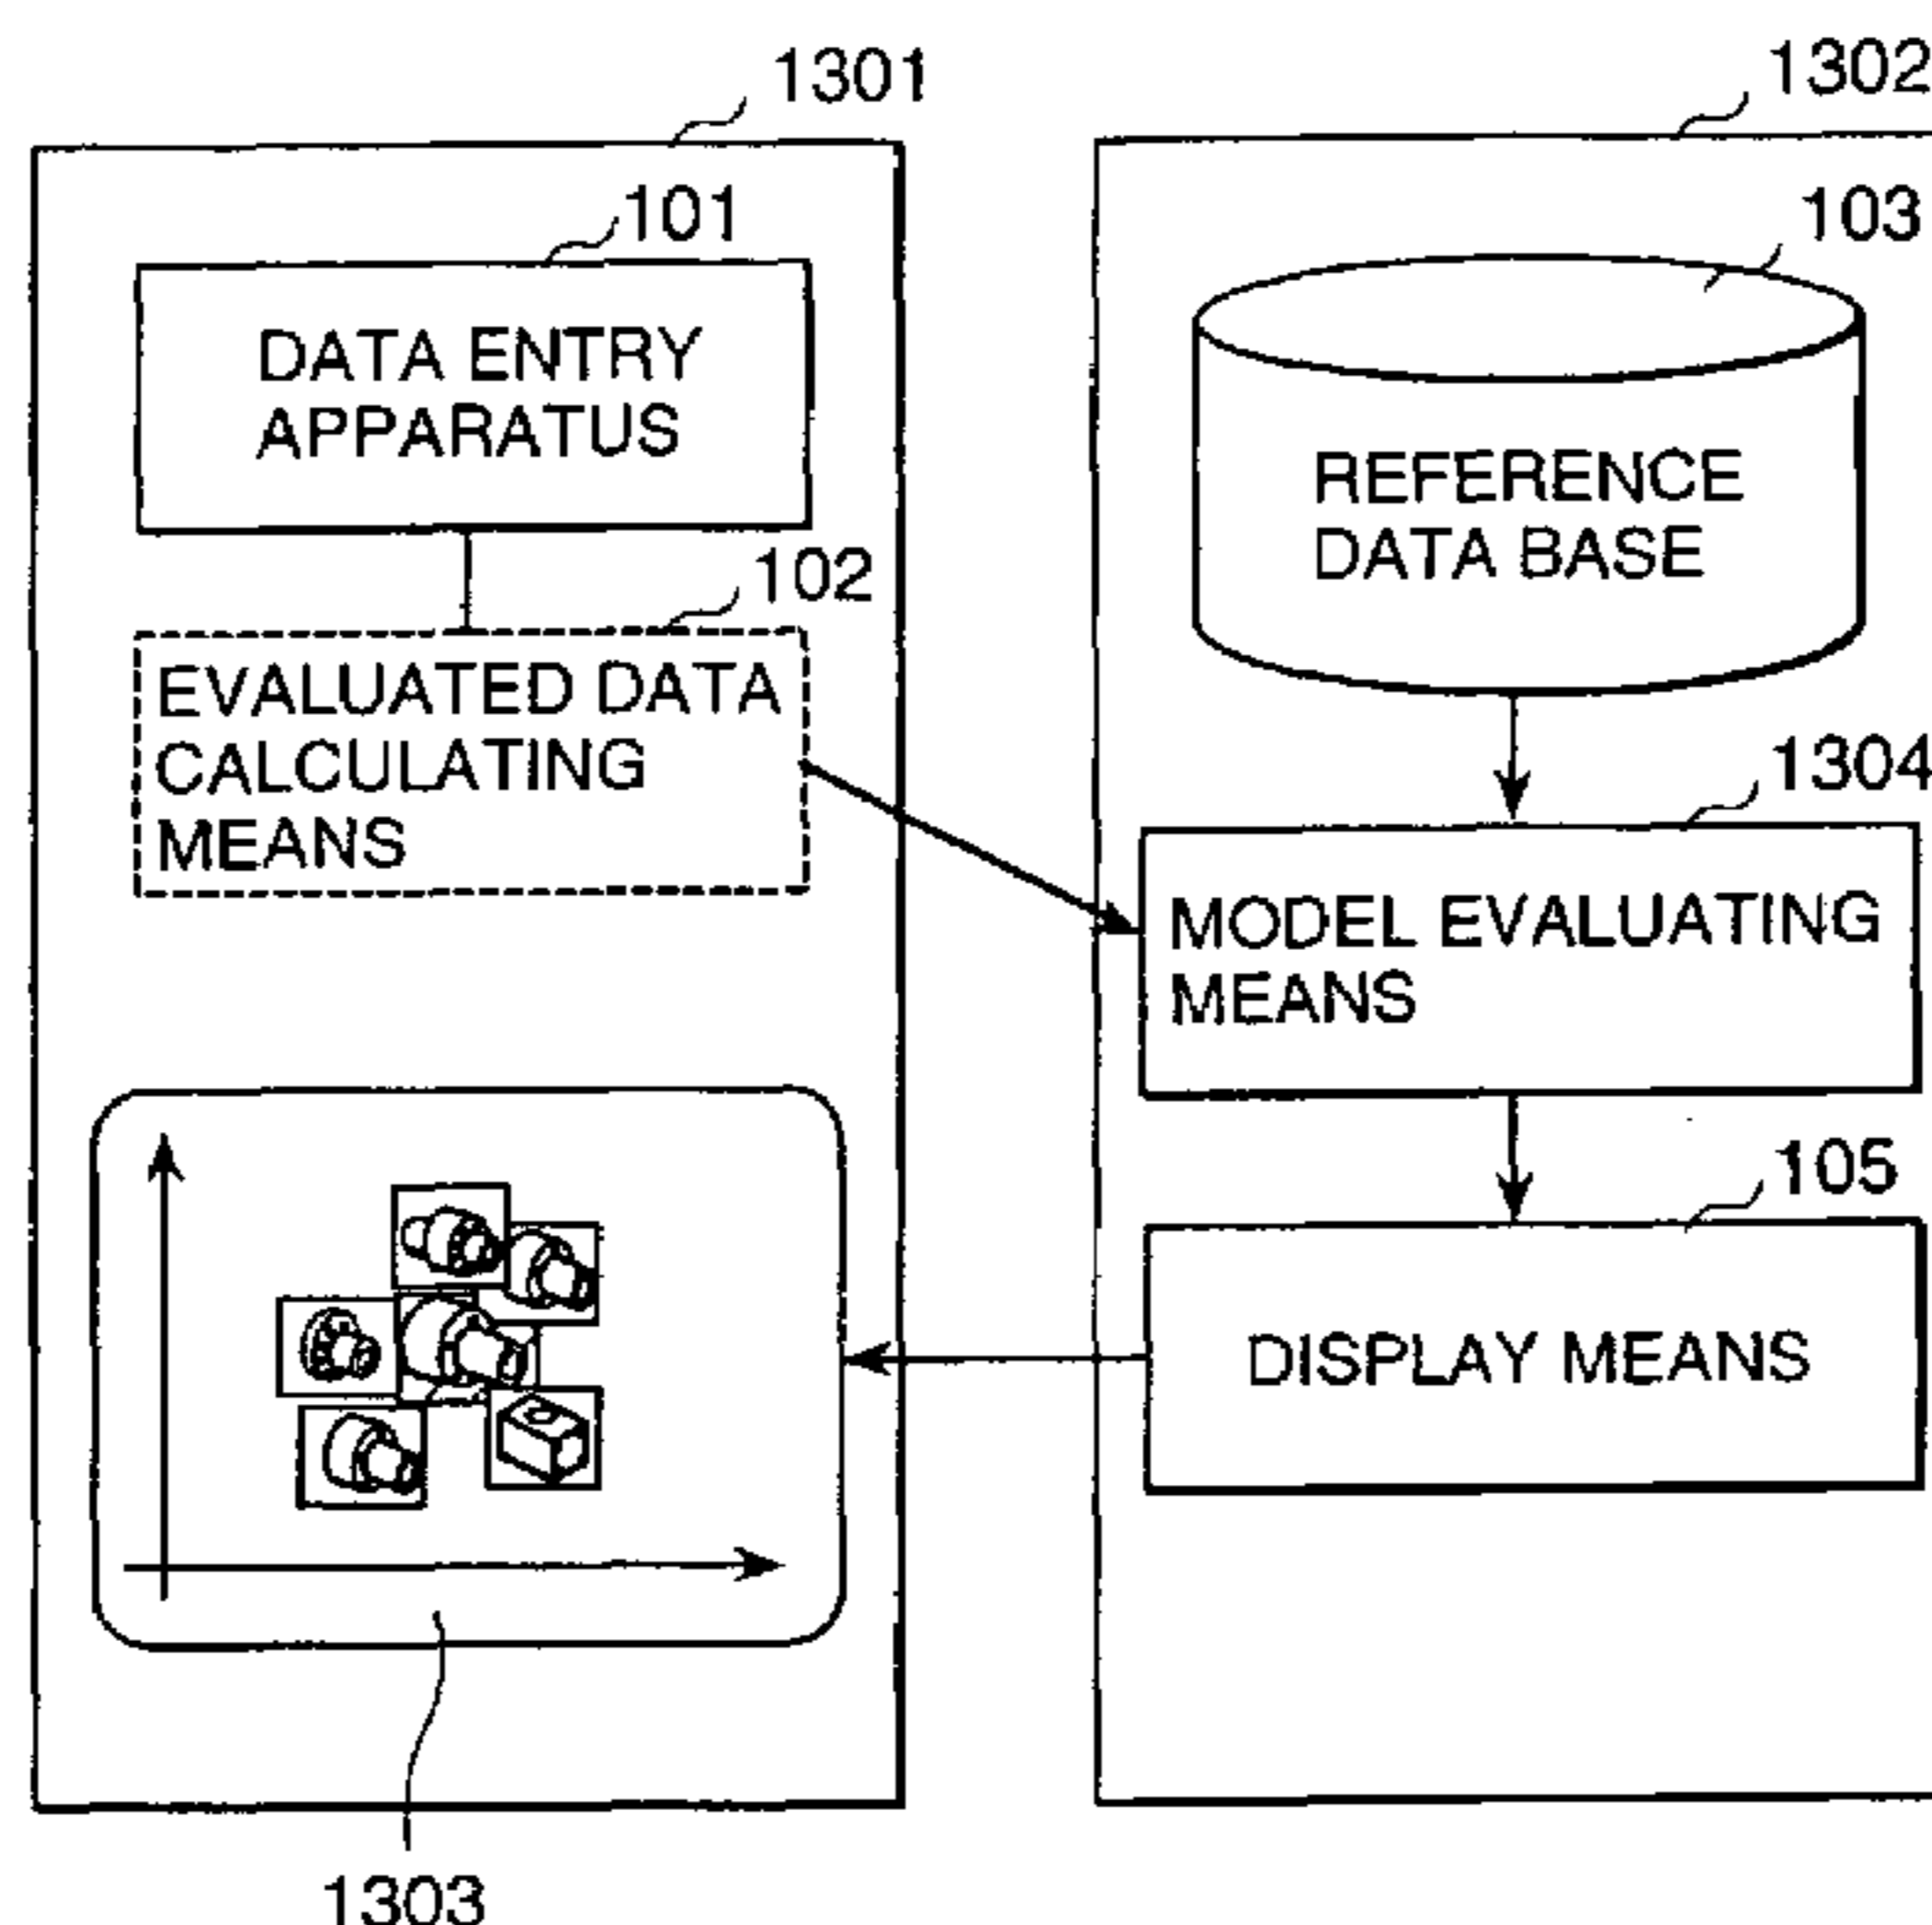 1301
101
DATA ENTRY
APPARATUS
102
EVALUATED DATA
CALCULATING
MEANS
1303
1302
103
REFERENCE
DATA BASE
1304
MODEL EVALUATING
MEANS
105
DISPLAY MEANS